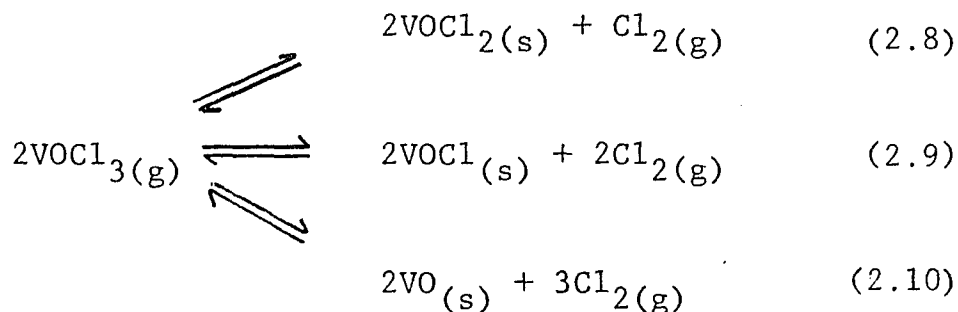 2VOCl₂(s) + Cl₂(g) (2.8)
2VOCl₃(g) ⇌ 2VOCl(s) + 2Cl₂(g) (2.9)
2VO(s) + 3Cl₂(g) (2.10)